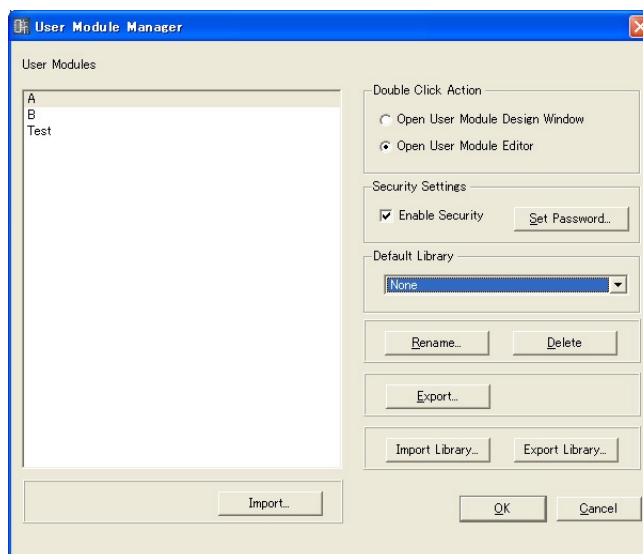 User Module Manager
User Modules
A
B
Test
Import...
Double Click Action
Open User Module Design Window
Open User Module Editor
Security Settings
Enable Security
Set Password...
Default Library
None
Rename...
Delete
Export...
Import Library...
Export Library...
OK
Cancel